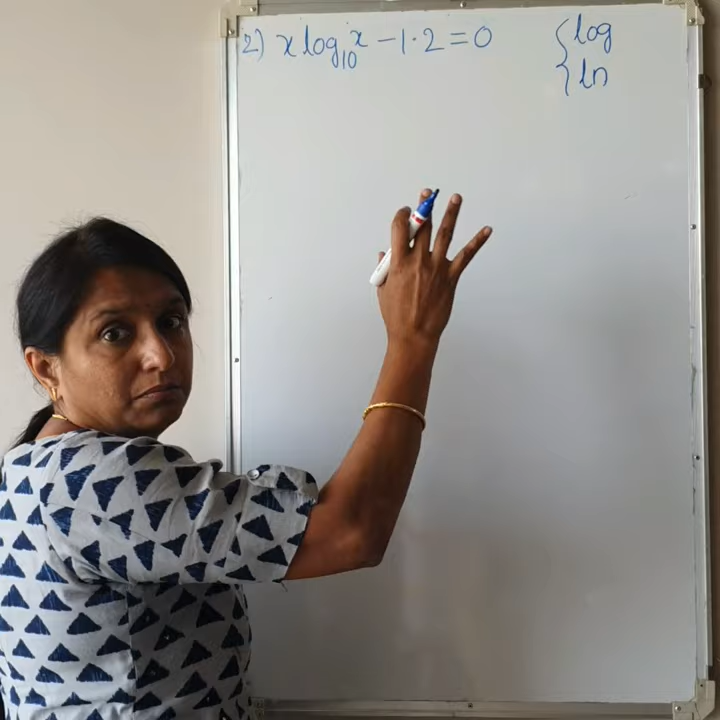 2) x log₁₀ x − 1·2 = 0
{ log
ln